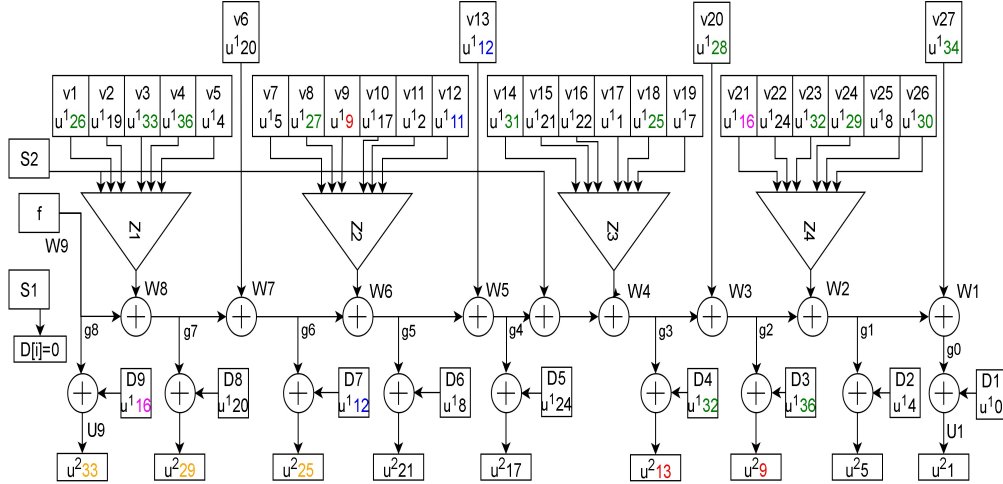 v6 v13 v20 v27
u¹20 u¹12 u¹28 u¹34
v1 v2 v3 v4 v5 v7 v8 v9 v10 v11 v12 v14 v15 v16 v17 v18 v19 v21 v22 v23 v24 v25 v26
u¹26 u¹19 u¹33 u¹36 u¹4 u¹5 u¹27 u¹9 u¹17 u¹2 u¹11 u¹31 u¹21 u¹22 u¹1 u¹25 u¹7 u¹16 u¹24 u¹32 u¹29 u¹8 u¹30
S2
f Z1 Z2 Z3 Z4
W9
S1 W8 W7 W6 W5 W4 W3 W2 W1
g8 g7 g6 g5 g4 g3 g2 g1 g0
D[i]=0
D9 D8 D7 D6 D5 D4 D3 D2 D1
u¹16 u¹20 u¹12 u¹8 u¹24 u¹32 u¹36 u¹4 u¹0
U9 U1
u²33 u²29 u²25 u²21 u²17 u²13 u²9 u²5 u²1